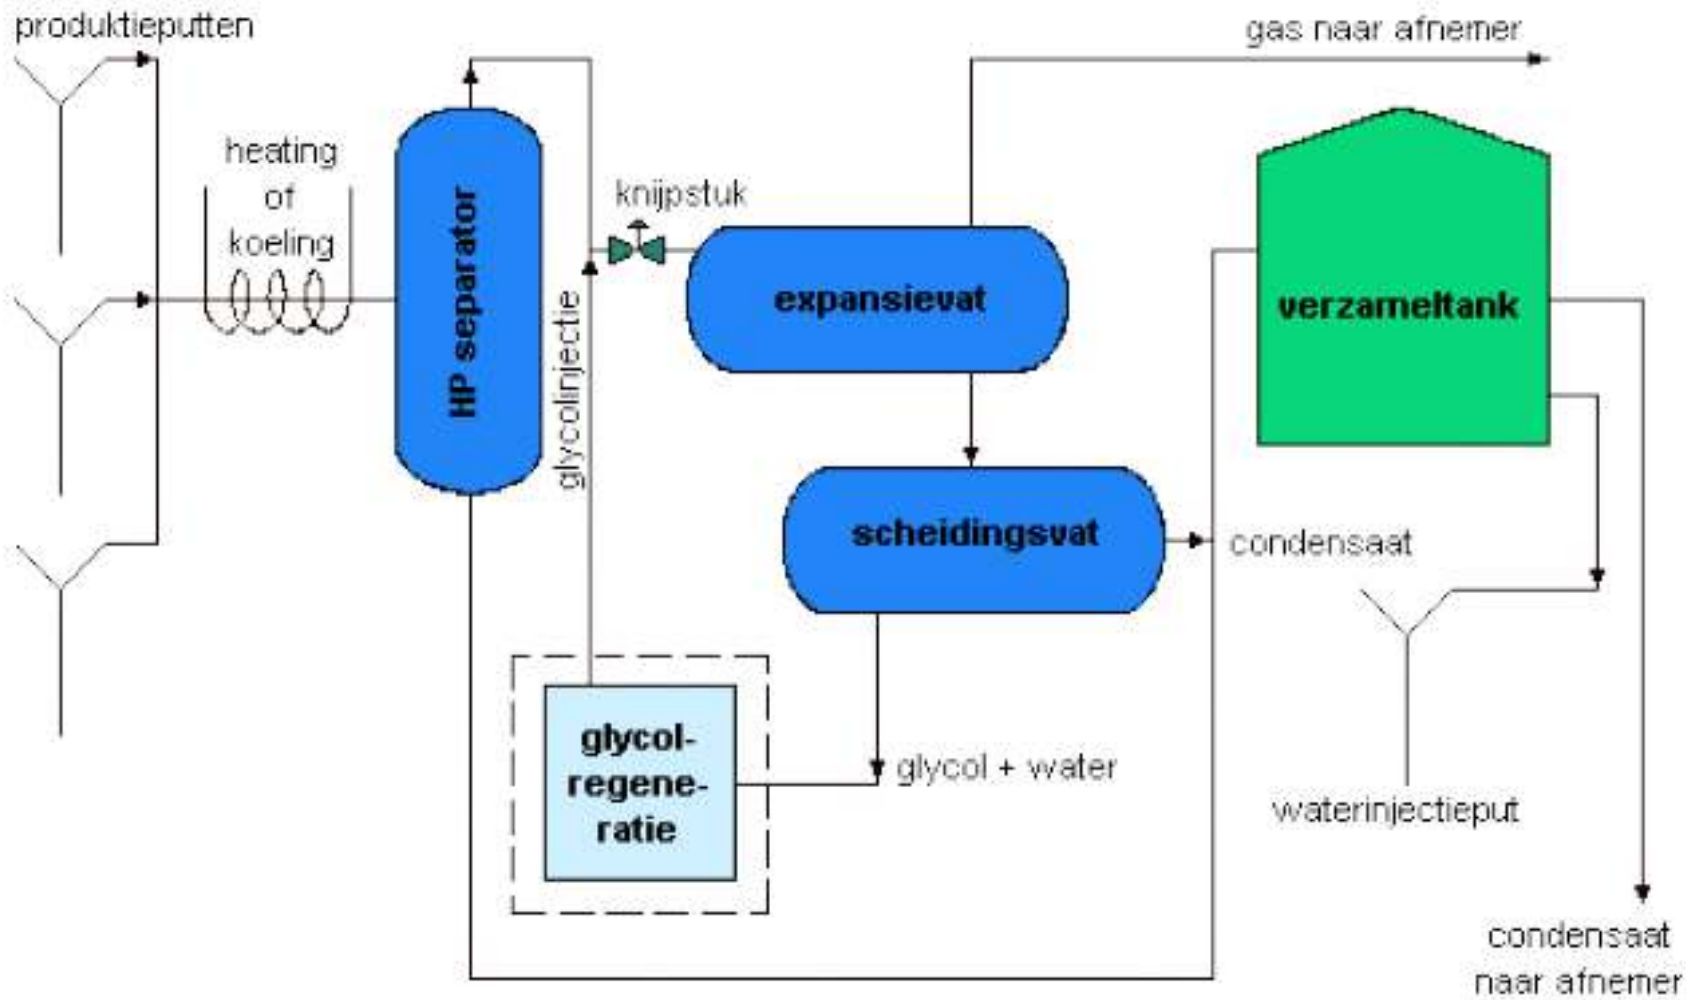 produktieputten
gas naar afnemer
heating
of
koeling
HP separator
knijpstuk
glycolinjectie
expansievat
verzameltank
scheidingsvat
condensaat
glycol-
regene-
ratie
glycol + water
waterinjectieput
condensaat
naar afnemer